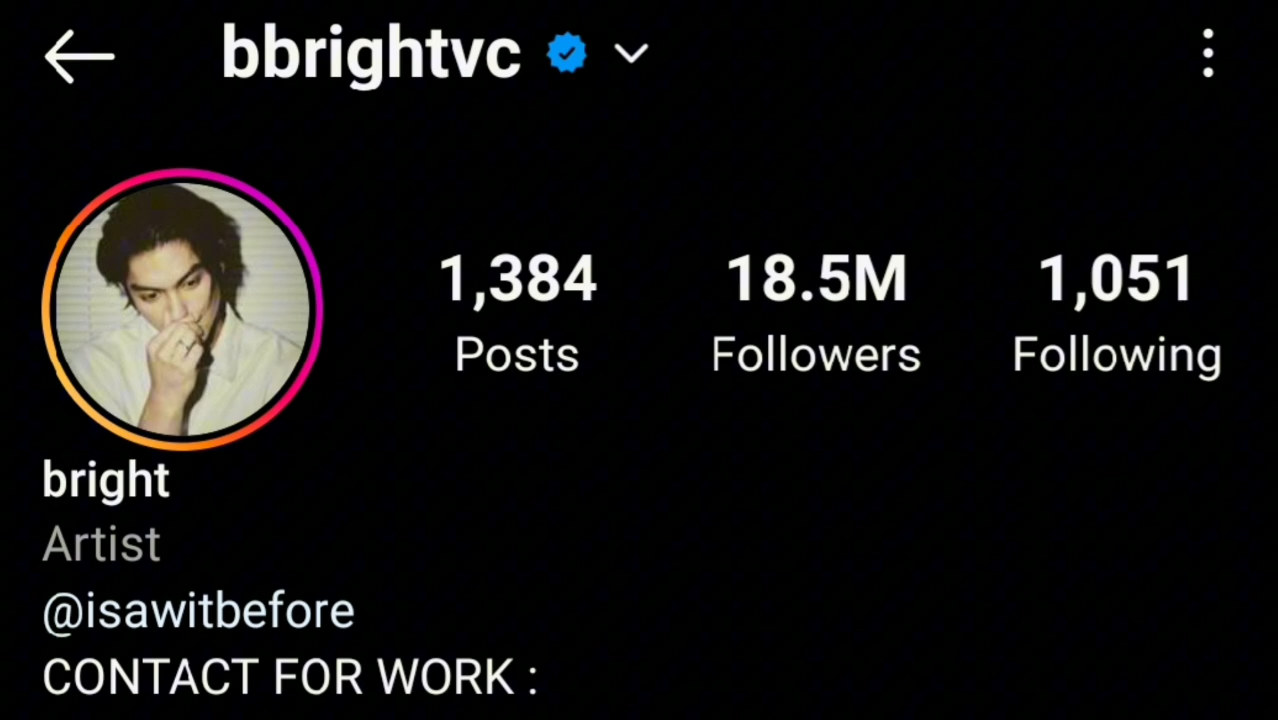 bbrightvc
1,384 18.5M 1,051
Posts Followers Following
bright
Artist
@isawitbefore
CONTACT FOR WORK :